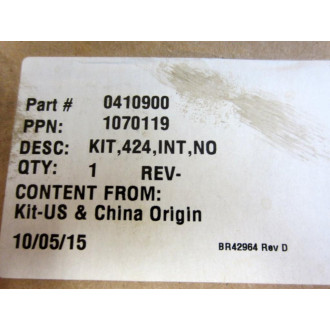 Part # 0410900
PPN: 1070119
DESC: KIT,424,INT,NO
QTY: 1 REV-
CONTENT FROM:
Kit-US & China Origin
10/05/15 BR42964 Rev D